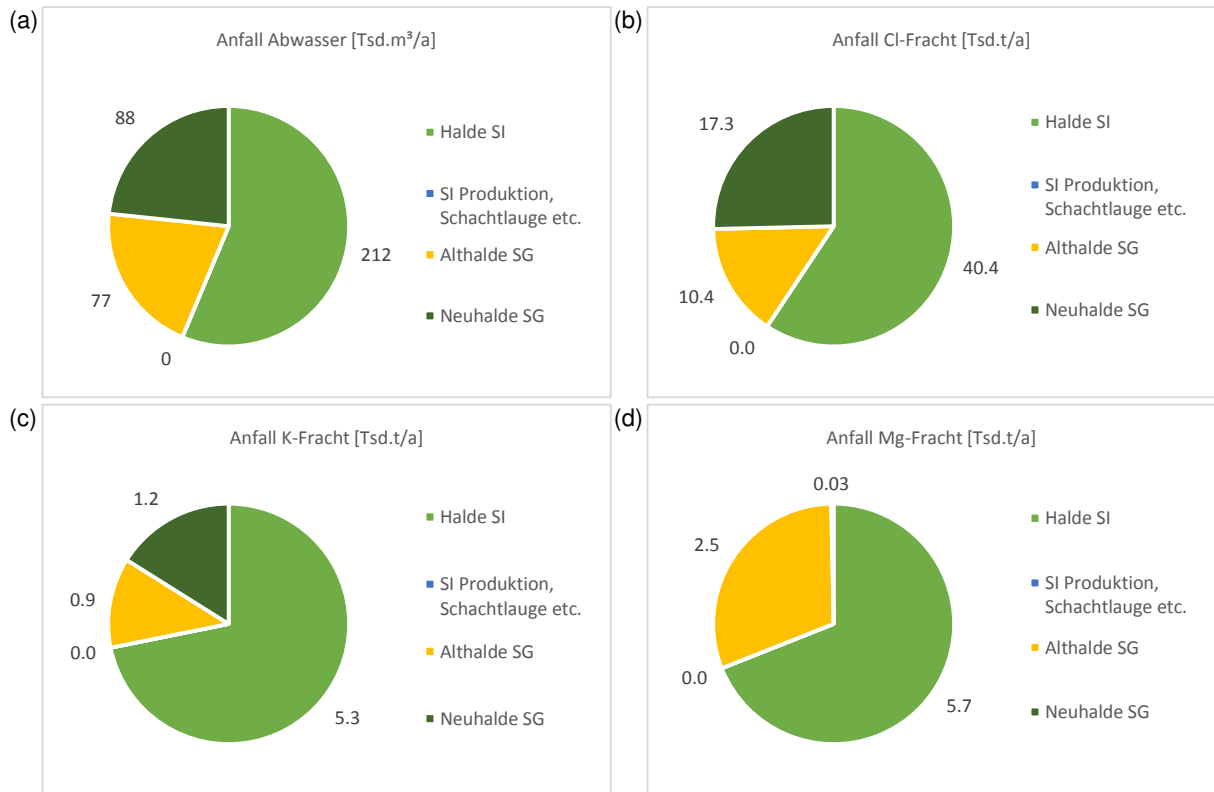 (a)
Anfall Abwasser [Tsd.m³/a]
88
212
77
0
Halde SI
SI Produktion,
Schachtlauge etc.
Althalde SG
Neuhalde SG
(b)
Anfall Cl-Fracht [Tsd.t/a]
17.3
40.4
10.4
0.0
Halde SI
SI Produktion,
Schachtlauge etc.
Althalde SG
Neuhalde SG
(c)
Anfall K-Fracht [Tsd.t/a]
1.2
0.9
0.0
5.3
Halde SI
SI Produktion,
Schachtlauge etc.
Althalde SG
Neuhalde SG
(d)
Anfall Mg-Fracht [Tsd.t/a]
0.03
2.5
0.0
5.7
Halde SI
SI Produktion,
Schachtlauge etc.
Althalde SG
Neuhalde SG